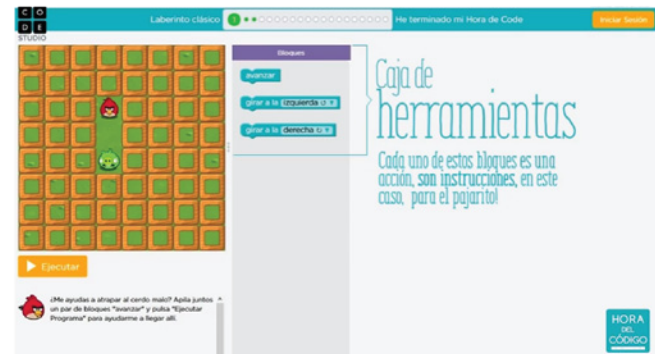 C O
D E
STUDIO
Laberinto clásico
1
He terminado mi Hora de Code
Iniciar Sesión
Bloques
avanzar
girar a la izquierda ↺
girar a la derecha ↻
Caja de
herramientas
Cada uno de estos bloques es una
acción, son instrucciones, en este
caso, para el pajarito!
Ejecutar
¿Me ayudas a atrapar al cerdo malo? Apila juntos
un par de bloques "avanzar" y pulsa "Ejecutar
Programa" para ayudarme a llegar allí.
HORA
DEL
CÓDIGO